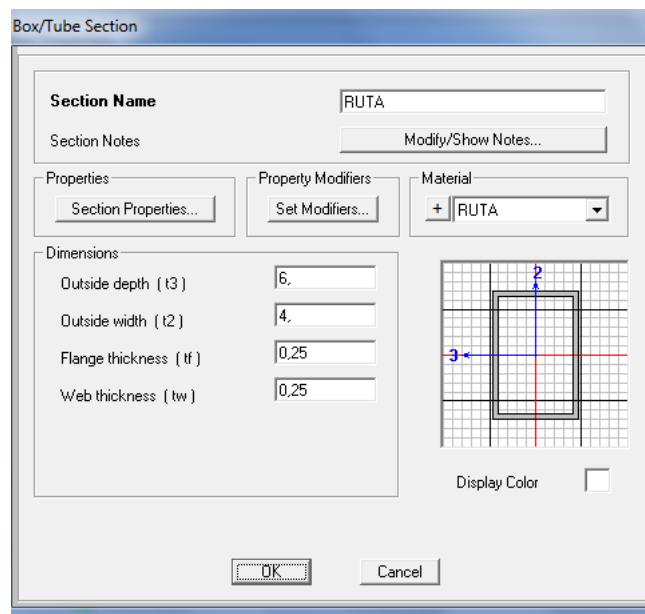 Box/Tube Section
Section Name RUTA
Section Notes Modify/Show Notes...
Properties Property Modifiers Material
Section Properties... Set Modifiers... + RUTA
Dimensions
Outside depth ( t3 ) 6,
Outside width ( t2 ) 4,
Flange thickness ( tf ) 0,25
Web thickness ( tw ) 0,25
2
3
Display Color
OK Cancel